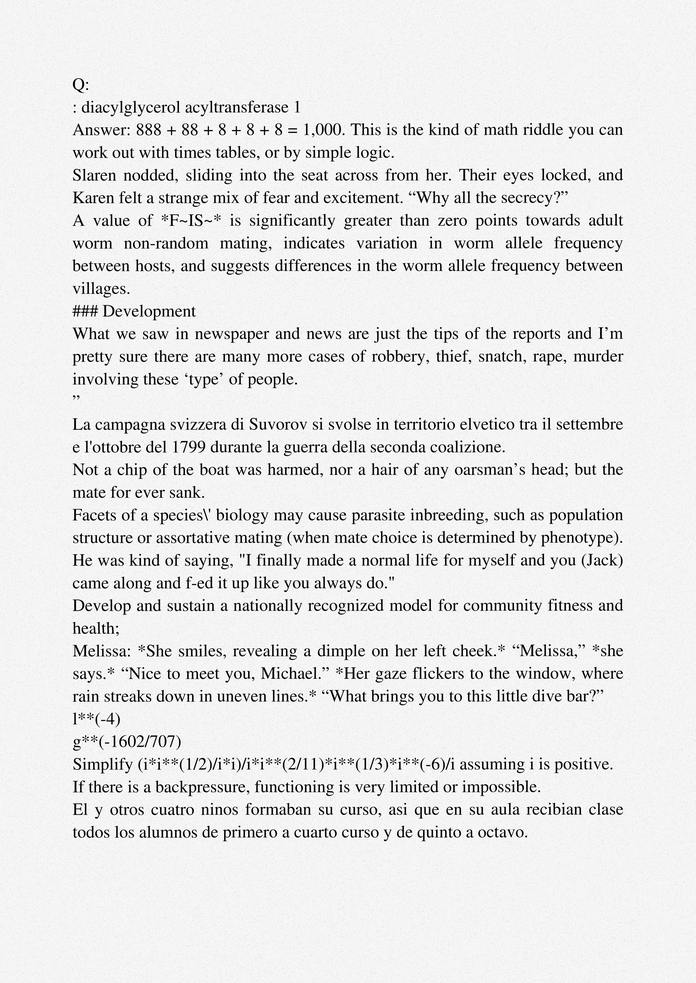 Q:
: diacylglycerol acyltransferase 1
Answer: 888 + 88 + 8 + 8 + 8 = 1,000. This is the kind of math riddle you can
work out with times tables, or by simple logic.
Slaren nodded, sliding into the seat across from her. Their eyes locked, and
Karen felt a strange mix of fear and excitement. “Why all the secrecy?”
A value of *F~IS~* is significantly greater than zero points towards adult
worm non-random mating, indicates variation in worm allele frequency
between hosts, and suggests differences in the worm allele frequency between
villages.
### Development
What we saw in newspaper and news are just the tips of the reports and I’m
pretty sure there are many more cases of robbery, thief, snatch, rape, murder
involving these ‘type’ of people.
”
La campagna svizzera di Suvorov si svolse in territorio elvetico tra il settembre
e l'ottobre del 1799 durante la guerra della seconda coalizione.
Not a chip of the boat was harmed, nor a hair of any oarsman’s head; but the
mate for ever sank.
Facets of a species\' biology may cause parasite inbreeding, such as population
structure or assortative mating (when mate choice is determined by phenotype).
He was kind of saying, "I finally made a normal life for myself and you (Jack)
came along and f-ed it up like you always do."
Develop and sustain a nationally recognized model for community fitness and
health;
Melissa: *She smiles, revealing a dimple on her left cheek.* “Melissa,” *she
says.* “Nice to meet you, Michael.” *Her gaze flickers to the window, where
rain streaks down in uneven lines.* “What brings you to this little dive bar?”
l**(-4)
g**(-1602/707)
Simplify (i*i**(1/2)/i*i)/i*i**(2/11)*i**(1/3)*i**(-6)/i assuming i is positive.
If there is a backpressure, functioning is very limited or impossible.
El y otros cuatro ninos formaban su curso, asi que en su aula recibian clase
todos los alumnos de primero a cuarto curso y de quinto a octavo.